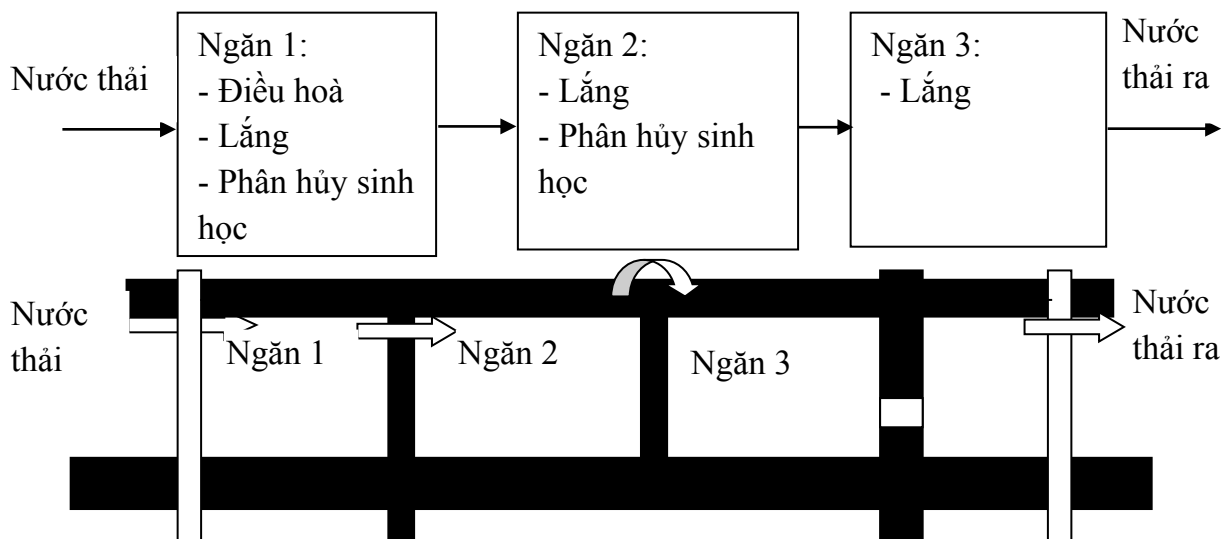 Nước thải
Ngăn 1:
- Điều hoà
- Lắng
- Phân hủy sinh
học
Ngăn 2:
- Lắng
- Phân hủy sinh
học
Ngăn 3:
- Lắng
Nước
thải ra
Nước
thải
Ngăn 1
Ngăn 2
Ngăn 3
Nước
thải ra